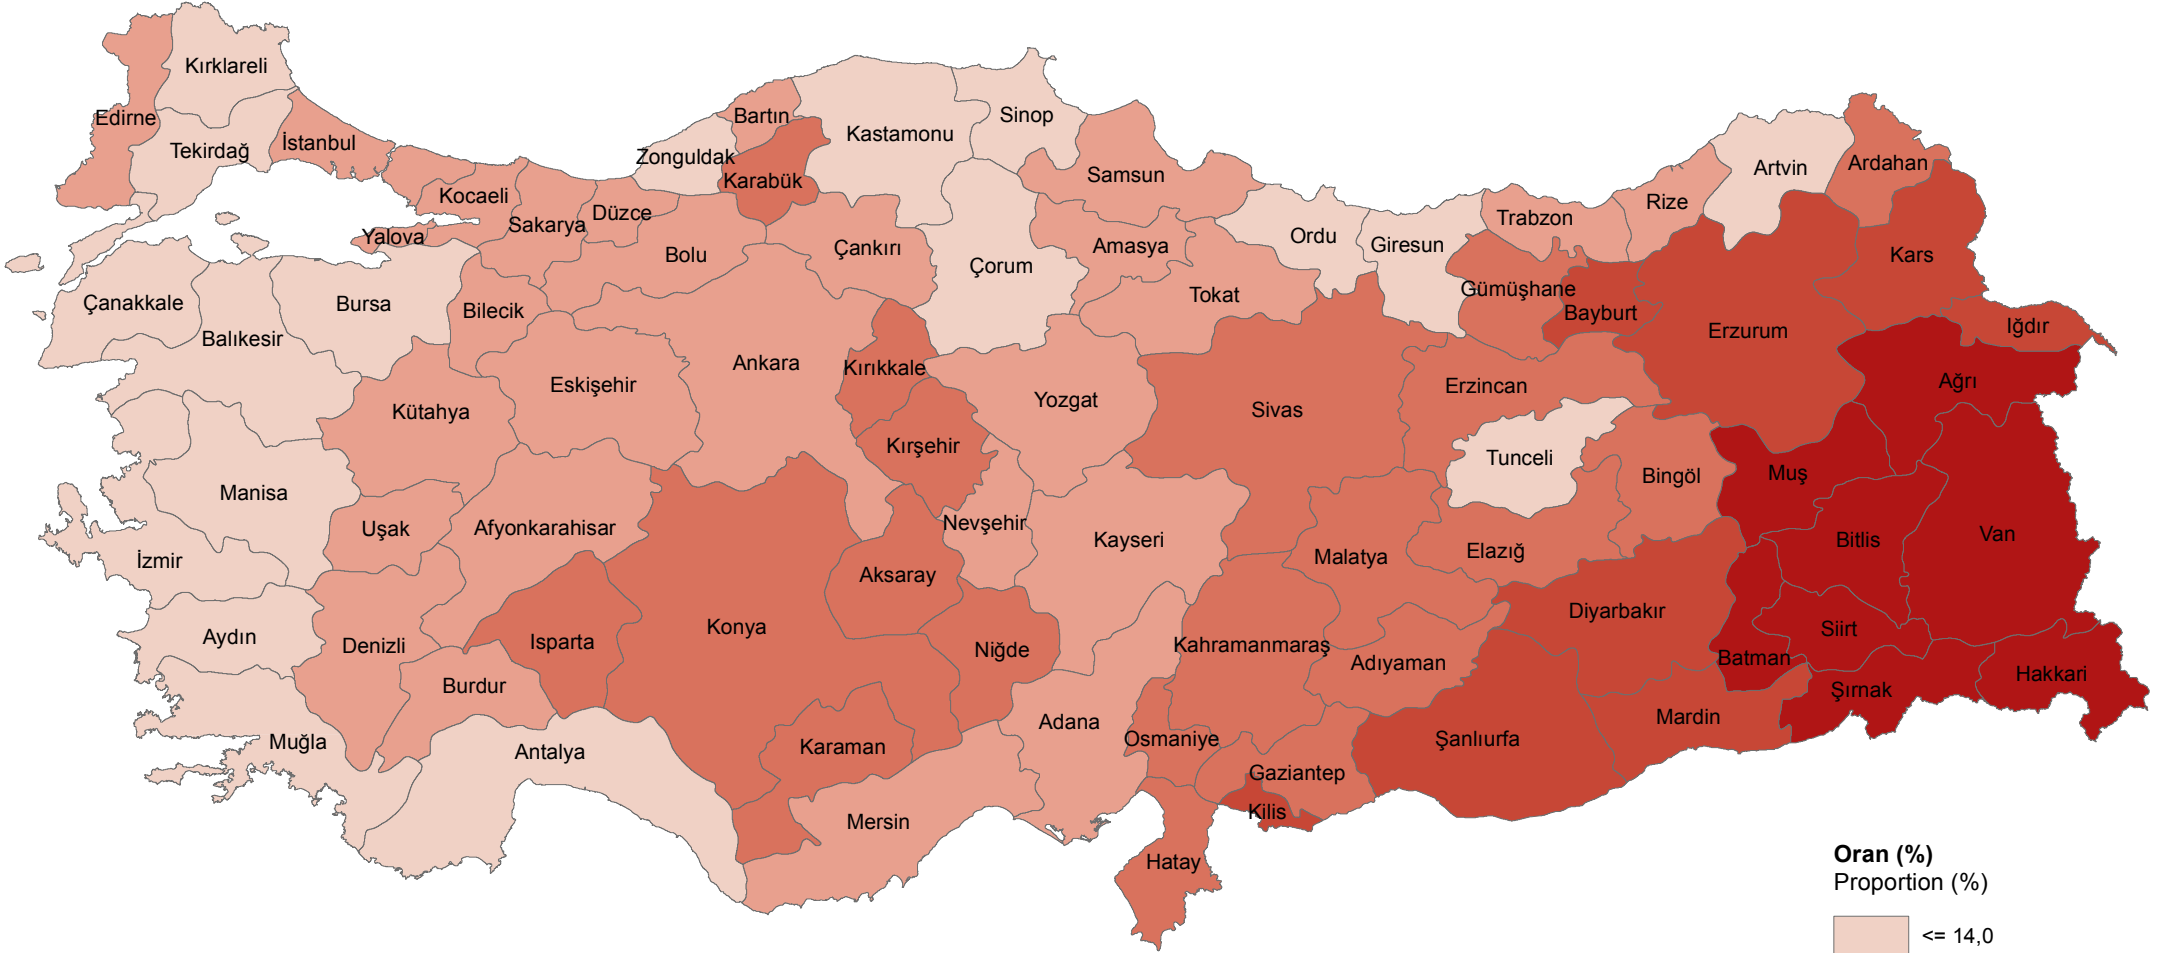 Kırklareli
Edirne
Tekirdağ
İstanbul
Bartın
Zonguldak
Karabük
Kastamonu
Sinop
Samsun
Artvin
Ardahan
Kocaeli
Sakarya
Düzce
Yalova
Bolu
Çankırı
Çorum
Amasya
Ordu
Giresun
Trabzon
Rize
Kars
Çanakkale
Balıkesir
Bursa
Bilecik
Tokat
Gümüşhane
Bayburt
Erzurum
Iğdır
Ankara
Kırıkkale
Eskişehir
Kütahya
Yozgat
Sivas
Erzincan
Ağrı
Kırşehir
Tunceli
Bingöl
Muş
Manisa
Uşak
Afyonkarahisar
Nevşehir
Kayseri
Malatya
Elazığ
Bitlis
Van
İzmir
Aksaray
Diyarbakır
Aydın
Denizli
Isparta
Konya
Niğde
Kahramanmaraş
Adıyaman
Siirt
Batman
Hakkari
Şırnak
Burdur
Muğla
Antalya
Karaman
Adana
Osmaniye
Gaziantep
Şanlıurfa
Mardin
Mersin
Kilis
Hatay
Oran (%)
Proportion (%)
<= 14,0